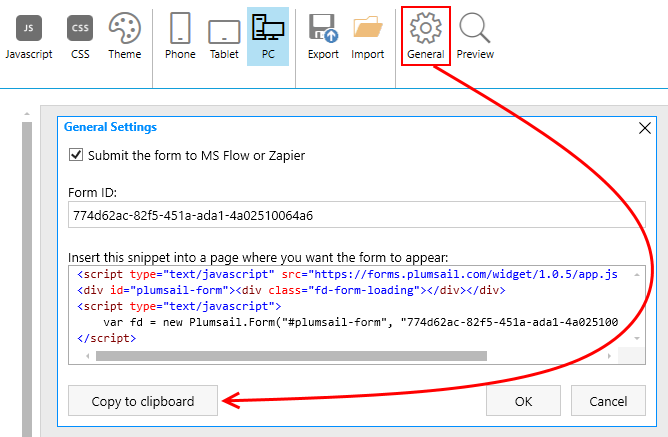 JS CSS
Javascript CSS Theme Phone Tablet PC Export Import General Preview
General Settings
Submit the form to MS Flow or Zapier
Form ID:
774d62ac-82f5-451a-ada1-4a02510064a6
Insert this snippet into a page where you want the form to appear:
<script type="text/javascript" src="https://forms.plumsail.com/widget/1.0.5/app.js
<div id="plumsail-form"><div class="fd-form-loading"></div></div>
<script type="text/javascript">
var fd = new Plumsail.Form("#plumsail-form", "774d62ac-82f5-451a-ada1-4a025100
</script>
Copy to clipboard OK Cancel